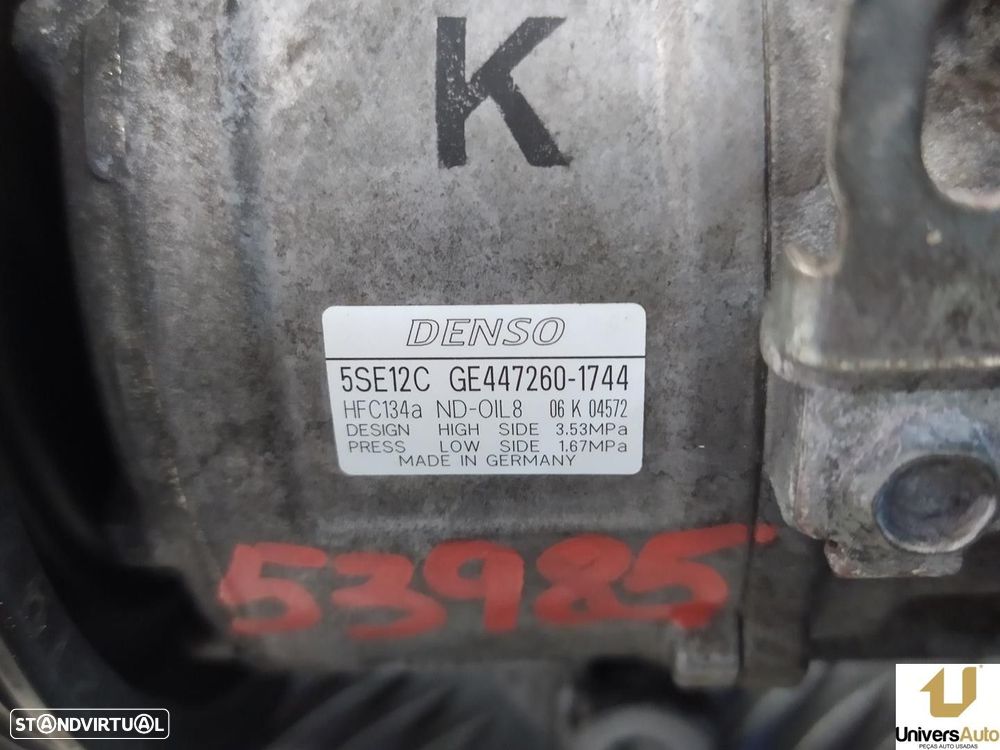 K
DENSO
5SE12C GE447260-1744
HFC134a ND-OIL8 06 K 04572
DESIGN HIGH SIDE 3.53MPa
PRESS LOW SIDE 1.67MPa
MADE IN GERMANY
53985
STANDVIRTUAL
UniversAuto
PEÇAS AUTO USADAS